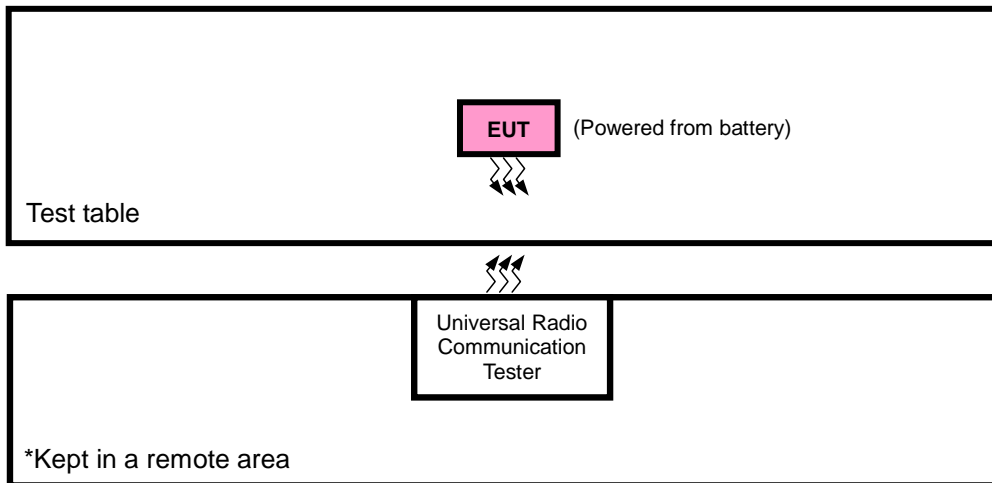 EUT
(Powered from battery)
Test table
Universal Radio
Communication
Tester
*Kept in a remote area